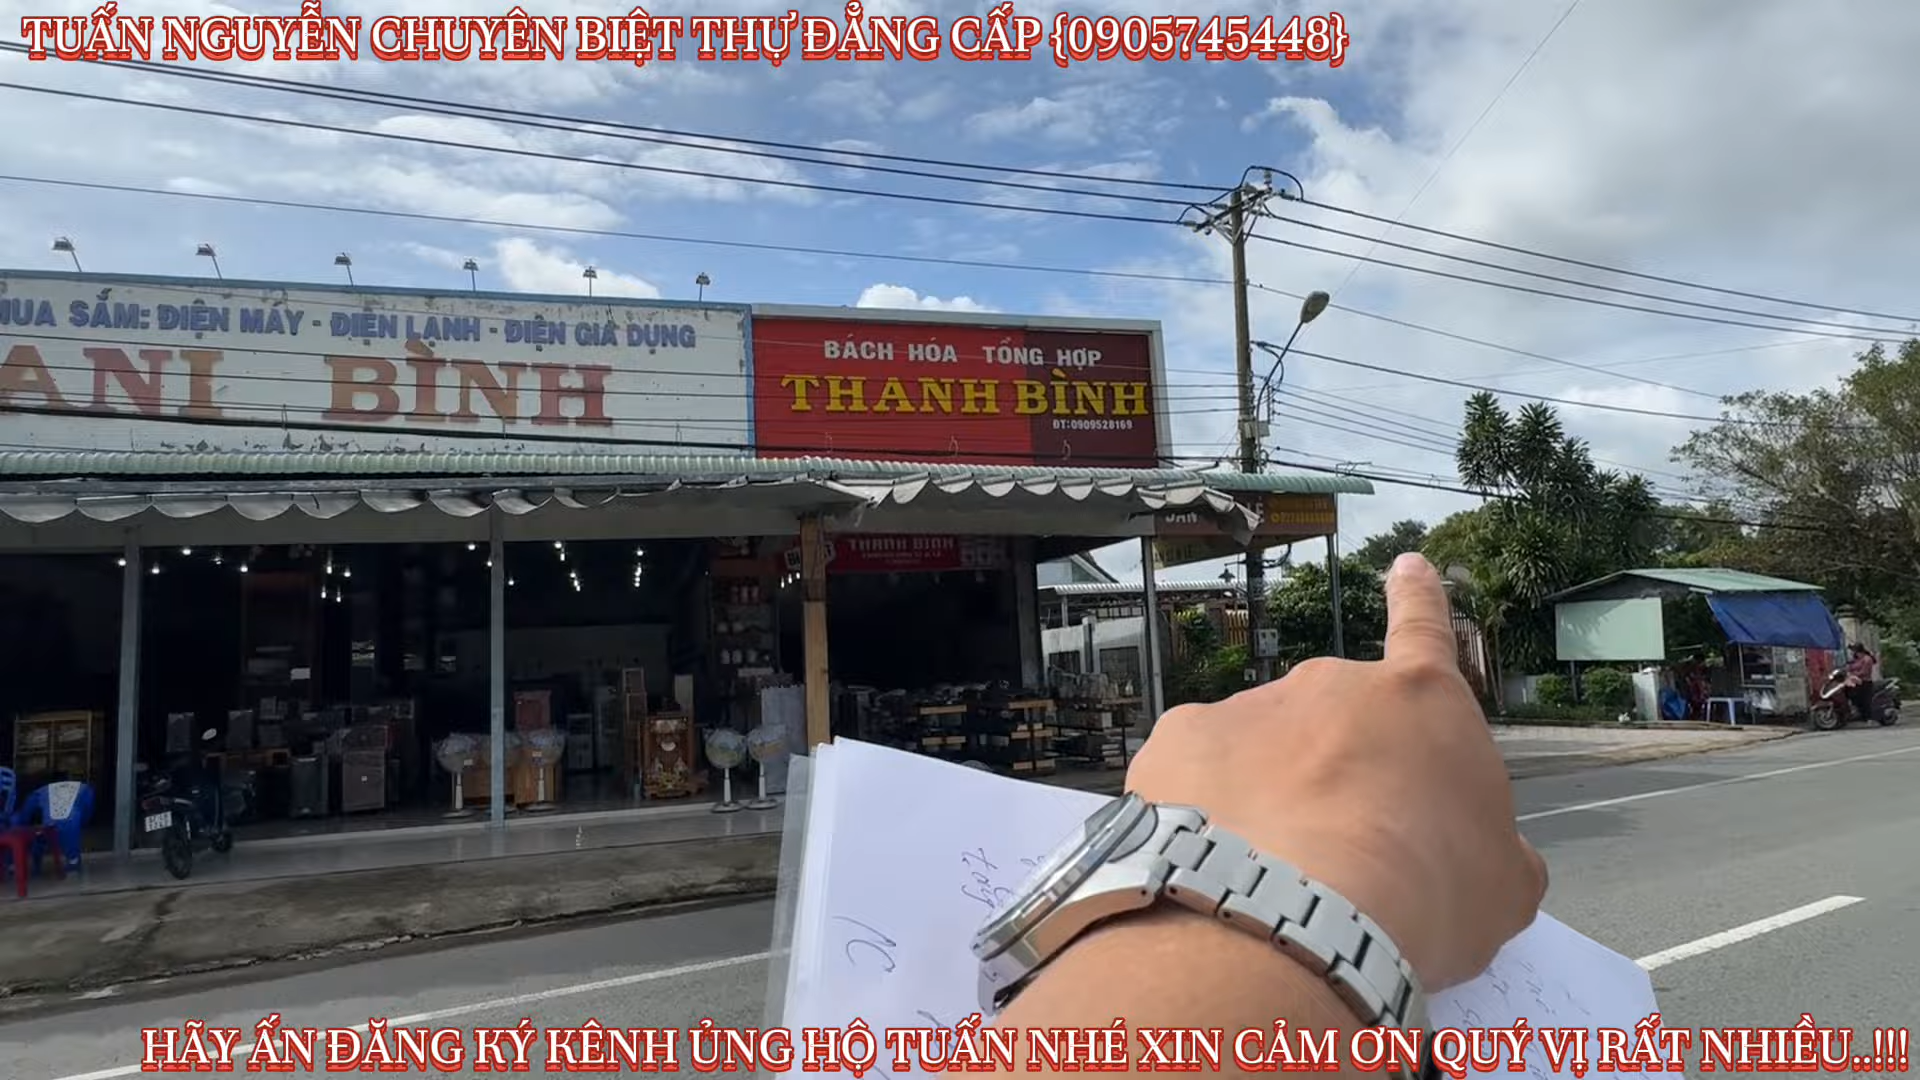 TUẤN NGUYỄN CHUYÊN BIỆT THỰ ĐẲNG CẤP {0905745448}
MUA SẮM: ĐIỆN MÁY - ĐIỆN LẠNH - ĐIỆN GIA DỤNG
ANI BÌNH
BÁCH HÓA TỔNG HỢP
THANH BÌNH
ĐT:0909528169
THANH BÌNH
HÃY ẤN ĐĂNG KÝ KÊNH ỦNG HỘ TUẤN NHÉ XIN CẢM ƠN QUÝ VỊ RẤT NHIỀU..!!!